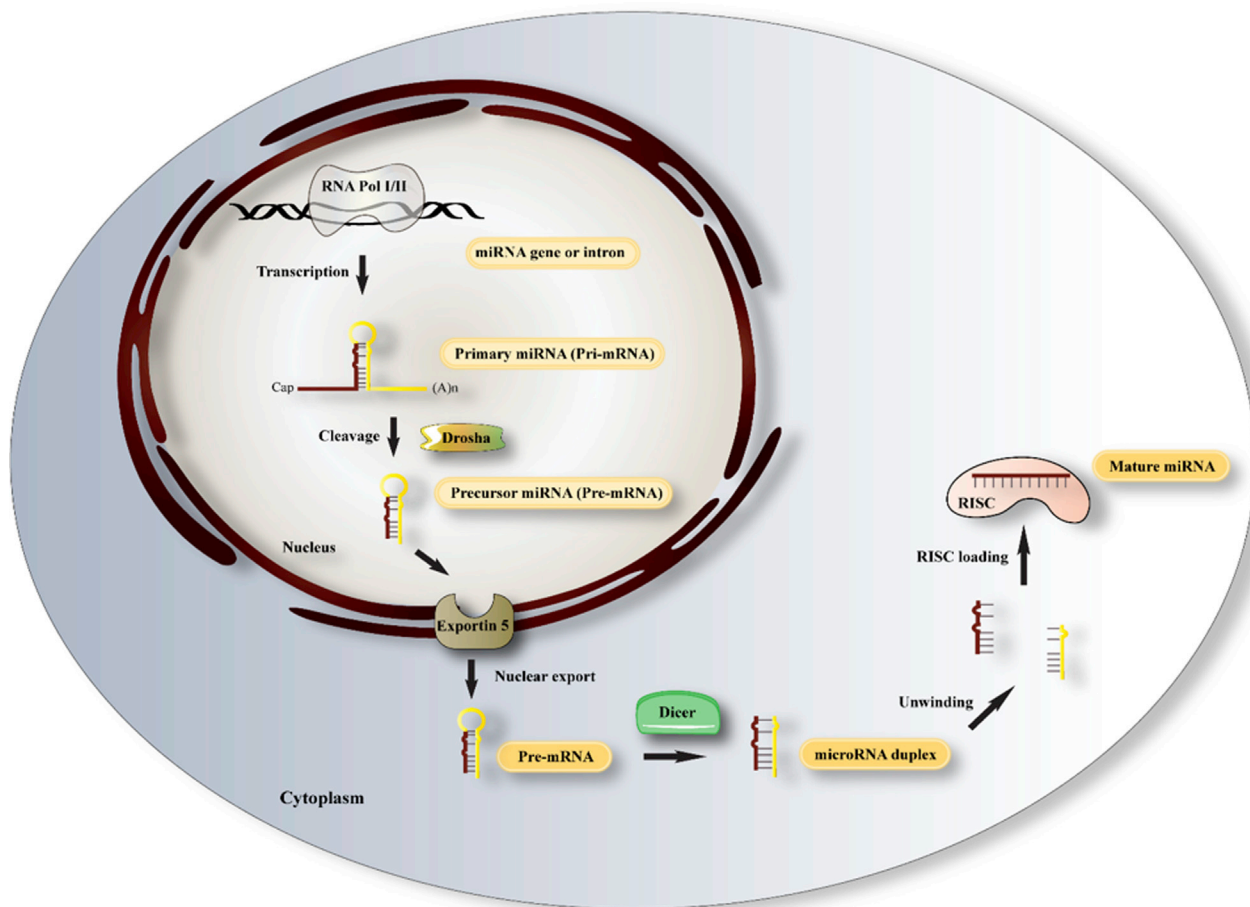 RNA Pol I/II
miRNA gene or intron
Transcription
Primary miRNA (Pri-mRNA)
Cap
(A)n
Cleavage
Drosha
Precursor miRNA (Pre-mRNA)
Nucleus
Exportin 5
Nuclear export
Pre-mRNA
Dicer
microRNA duplex
Unwinding
RISC loading
RISC
Mature miRNA
Cytoplasm